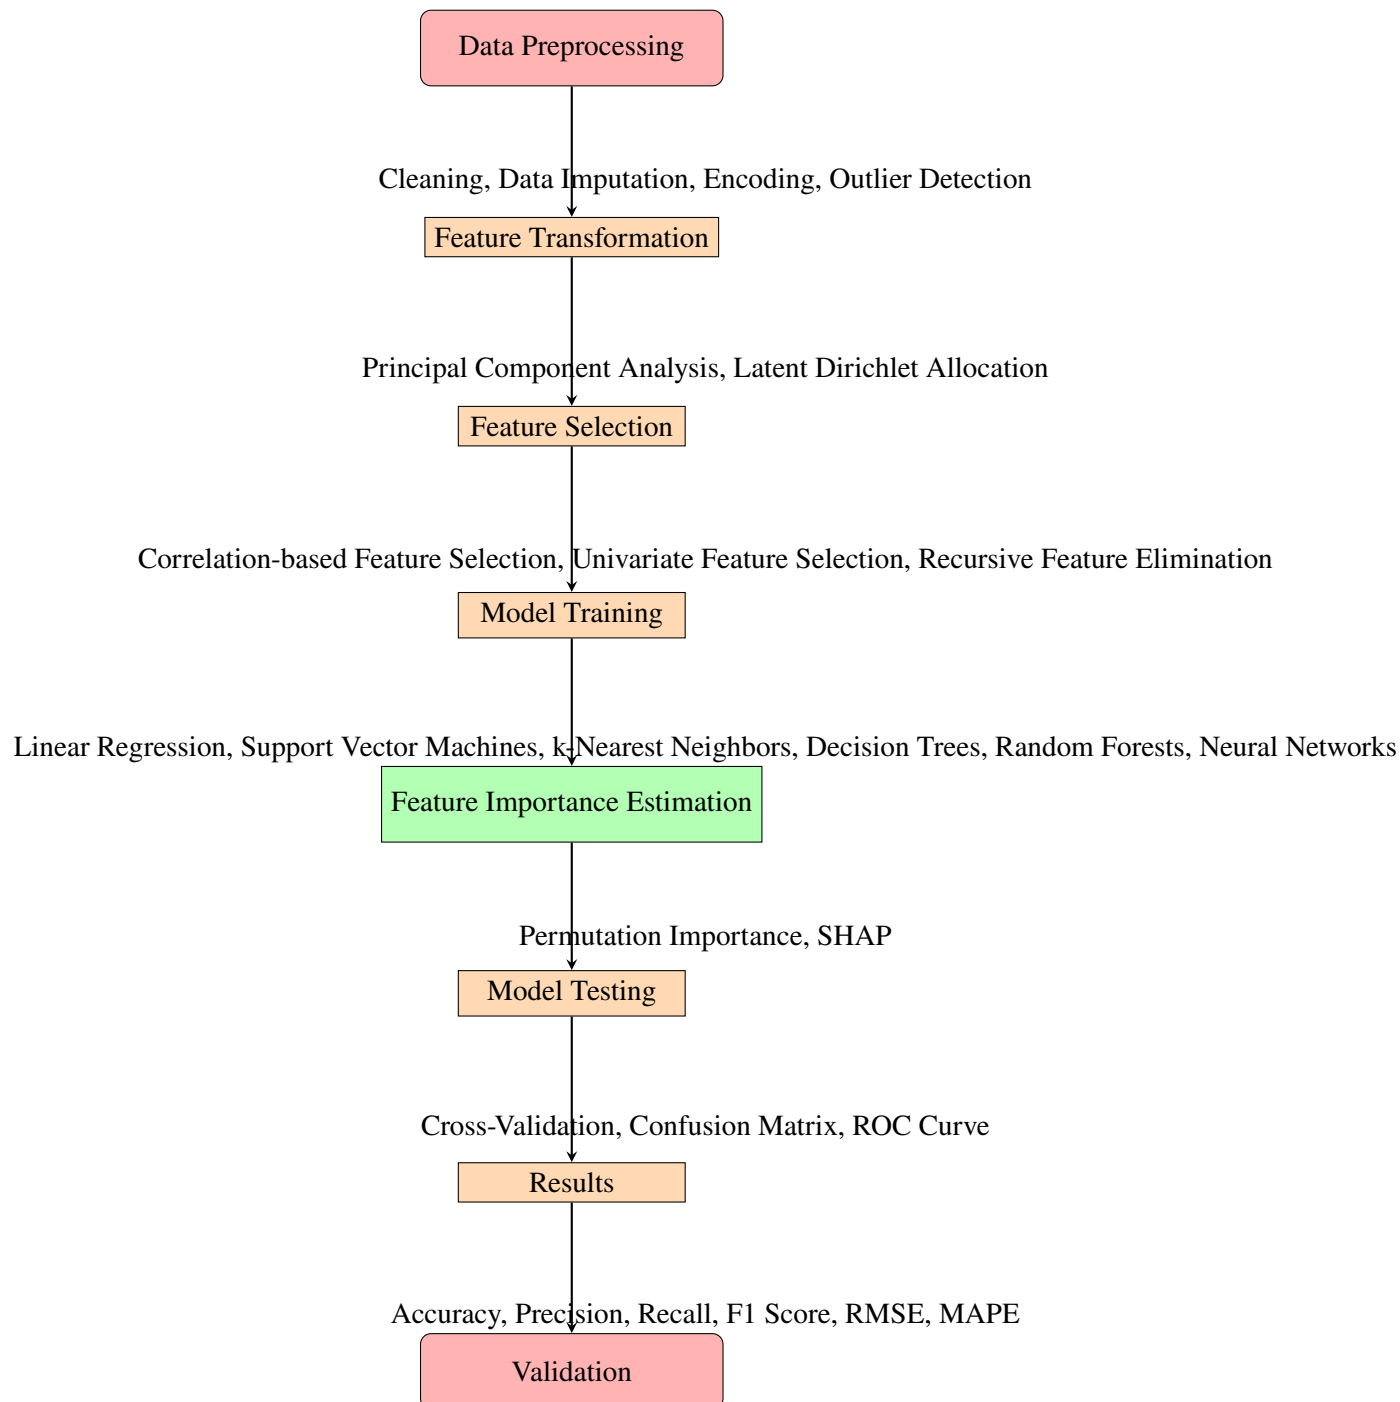 Data Preprocessing
Cleaning, Data Imputation, Encoding, Outlier Detection
Feature Transformation
Principal Component Analysis, Latent Dirichlet Allocation
Feature Selection
Correlation-based Feature Selection, Univariate Feature Selection, Recursive Feature Elimination
Model Training
Linear Regression, Support Vector Machines, k-Nearest Neighbors, Decision Trees, Random Forests, Neural Networks
Feature Importance Estimation
Permutation Importance, SHAP
Model Testing
Cross-Validation, Confusion Matrix, ROC Curve
Results
Accuracy, Precision, Recall, F1 Score, RMSE, MAPE
Validation